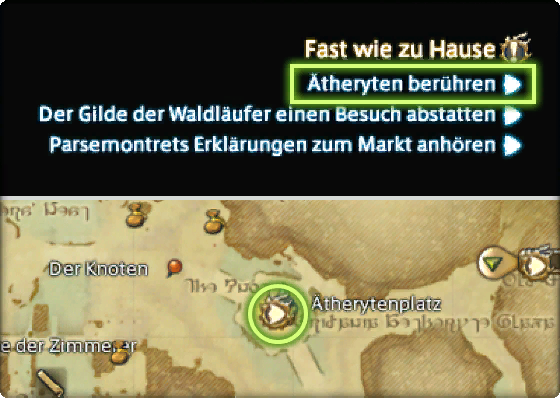 Fast wie zu Hause
Ätheryten berühren
Der Gilde der Waldläufer einen Besuch abstatten
Parsemontrets Erklärungen zum Markt anhören
Der Knoten
Ätherytenplatz
e der Zimmerer